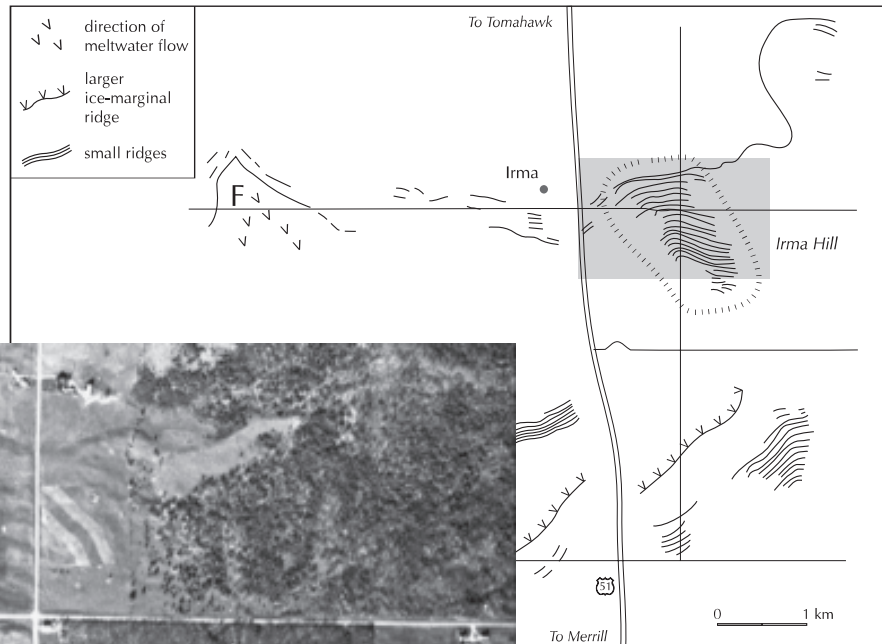 direction of
meltwater flow
larger
ice-marginal
ridge
small ridges
To Tomahawk
Irma
F
Irma Hill
51
0 1 km
To Merrill